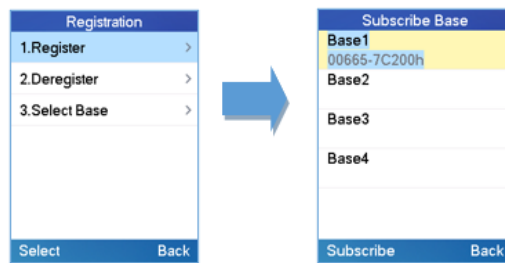 Registration
1.Register
2.Deregister
3.Select Base
Select Back
Subscribe Base
Base1
00665-7C200h
Base2
Base3
Base4
Subscribe Back